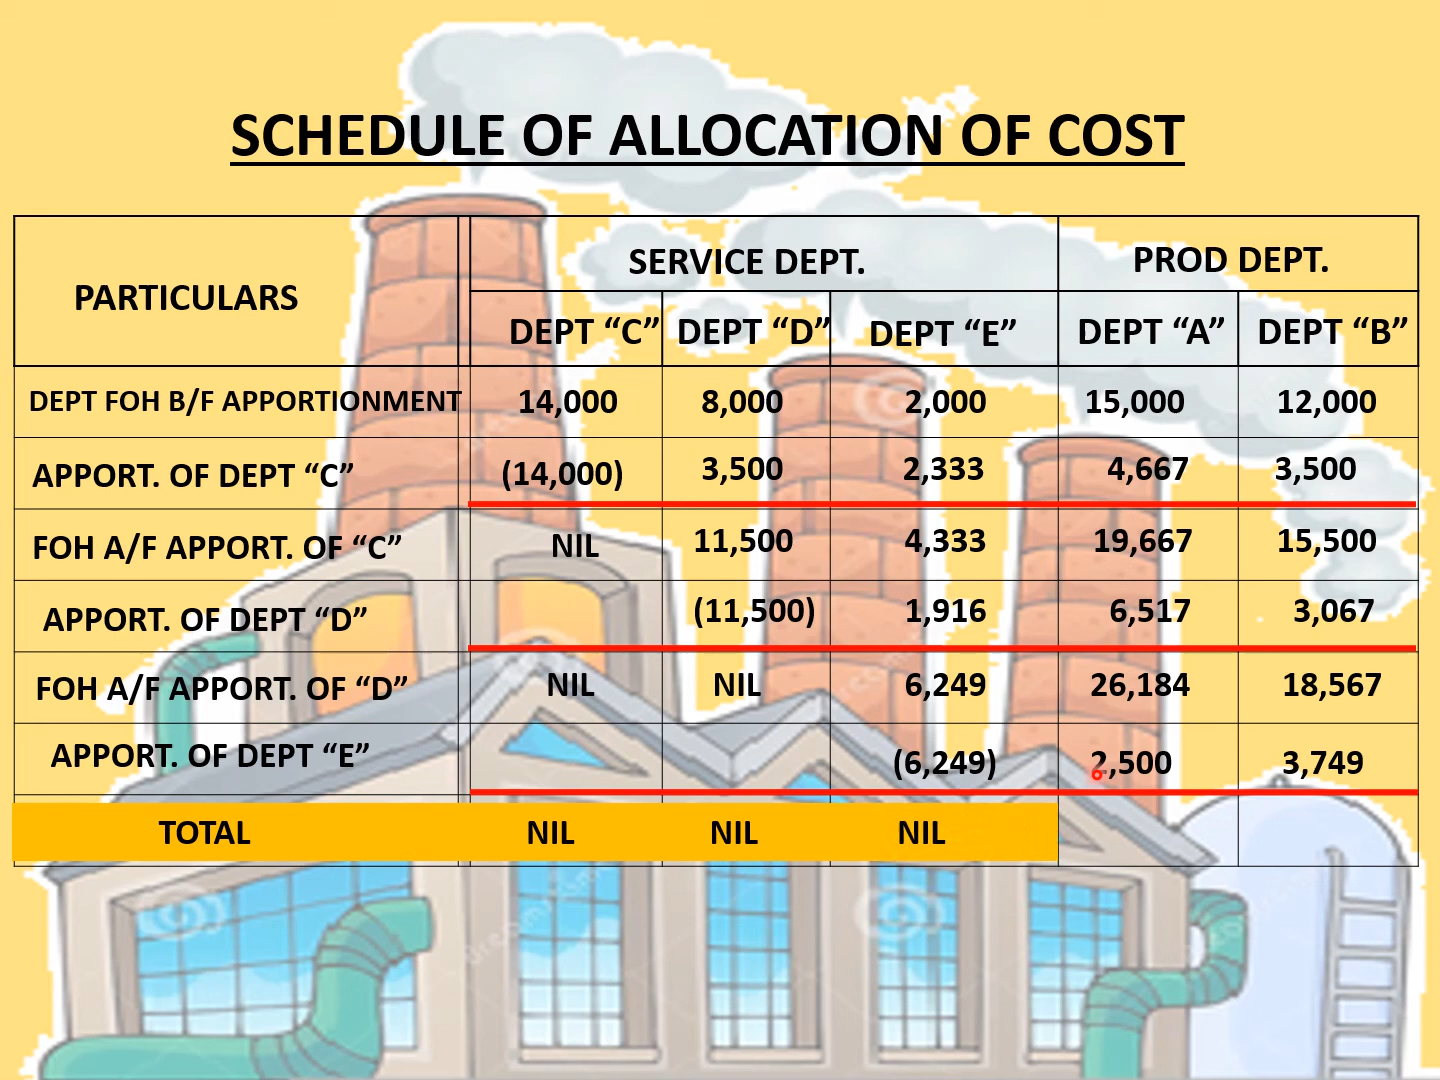 SCHEDULE OF ALLOCATION OF COST
PARTICULARS SERVICE DEPT. PROD DEPT.
DEPT “C” DEPT “D” DEPT “E” DEPT “A” DEPT “B”
DEPT FOH B/F APPORTIONMENT 14,000 8,000 2,000 15,000 12,000
APPORT. OF DEPT “C” (14,000) 3,500 2,333 4,667 3,500
FOH A/F APPORT. OF “C” NIL 11,500 4,333 19,667 15,500
APPORT. OF DEPT “D” (11,500) 1,916 6,517 3,067
FOH A/F APPORT. OF “D” NIL NIL 6,249 26,184 18,567
APPORT. OF DEPT “E” (6,249) 2,500 3,749
TOTAL NIL NIL NIL